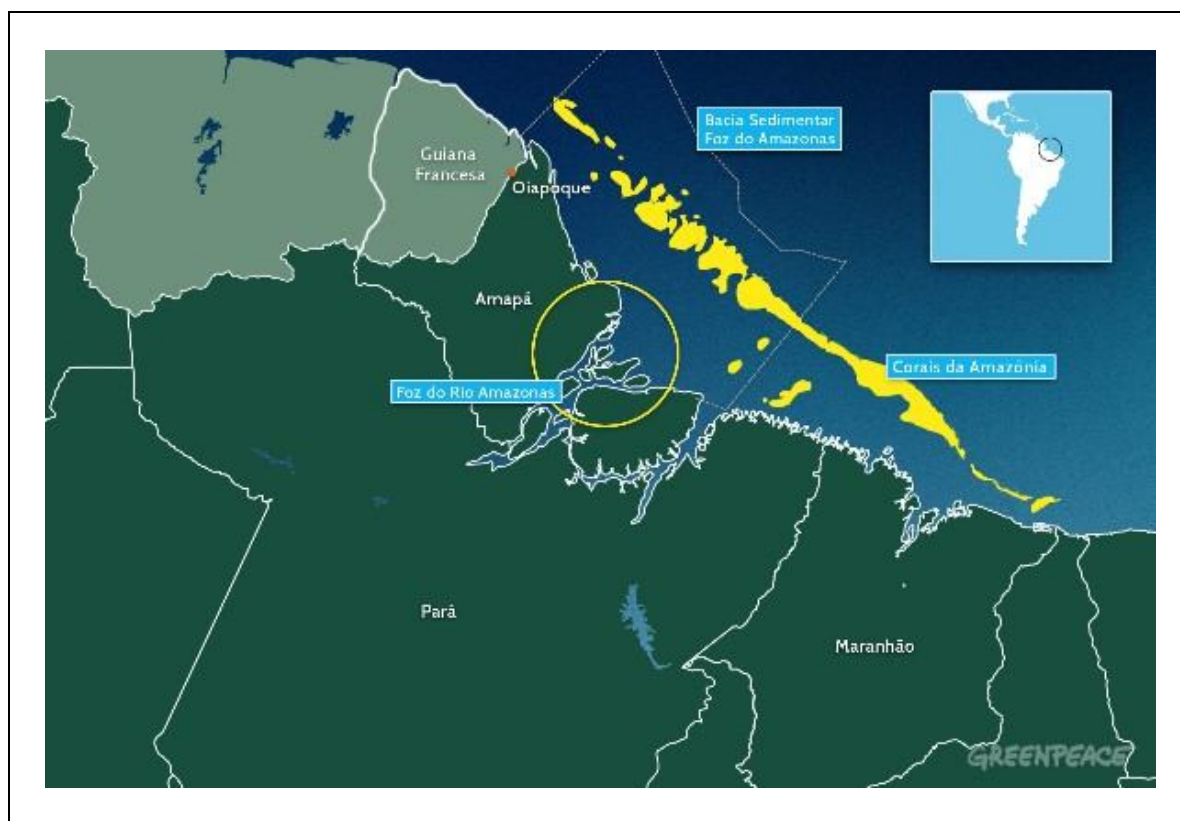 Bacia Sedimentar
Foz do Amazonas
Guiana
Francesa
Oiapoque
Amapá
Corais da Amazônia
Foz do Rio Amazonas
Pará
Maranhão
GREENPEACE